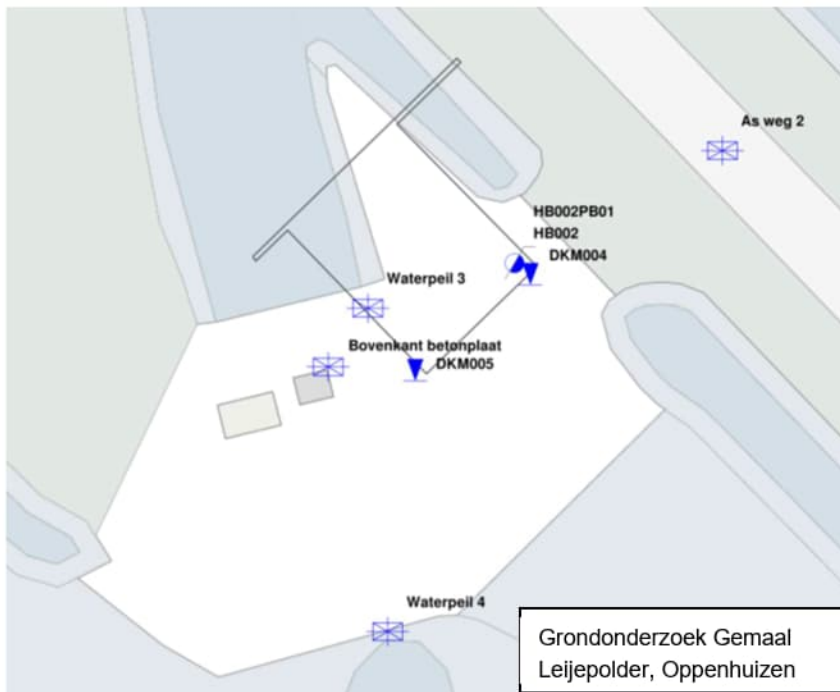 As weg 2
HB002PB01
HB002
DKM004
Waterpeil 3
Bovenkant betonplaat
DKM005
Waterpeil 4
Grondonderzoek Gemaal
Leijepolder, Oppenhuizen